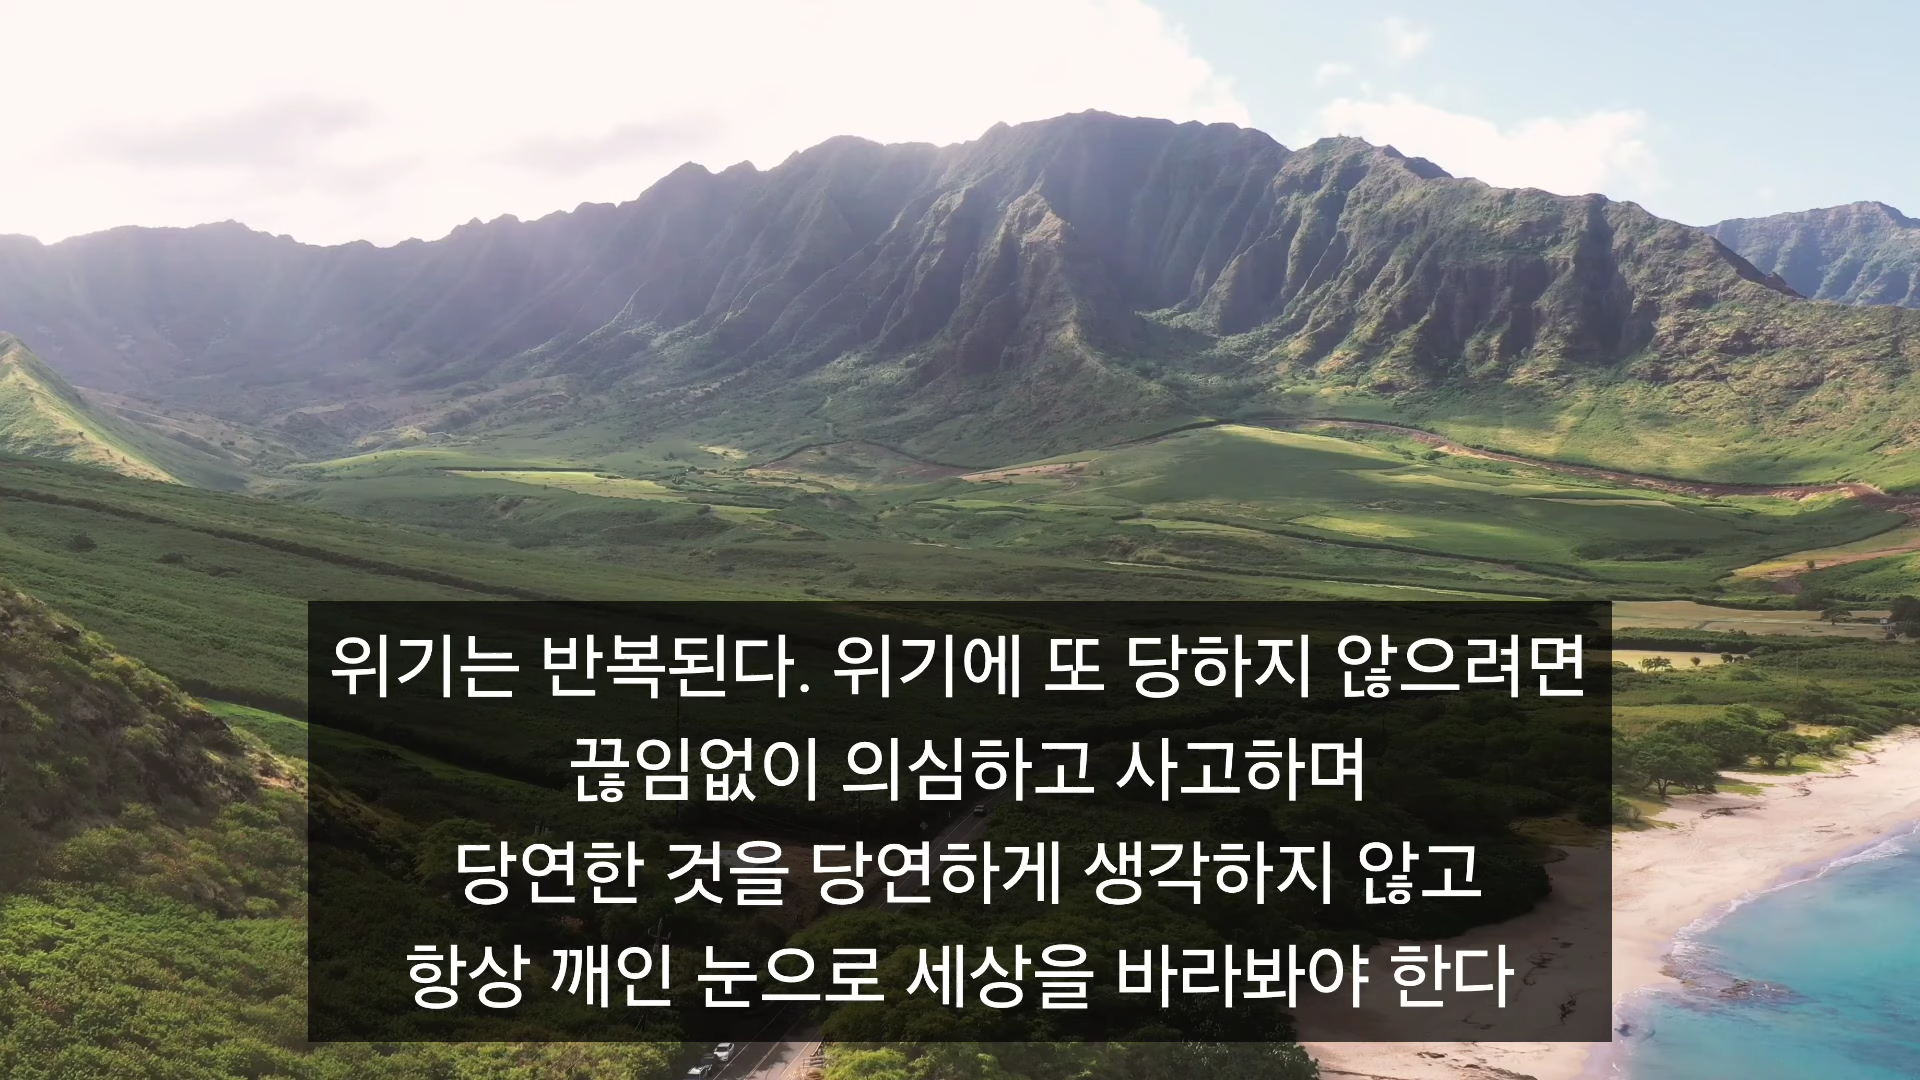 위기는 반복된다. 위기에 또 당하지 않으려면
끊임없이 의심하고 사고하며
당연한 것을 당연하게 생각하지 않고
항상 깨인 눈으로 세상을 바라봐야 한다